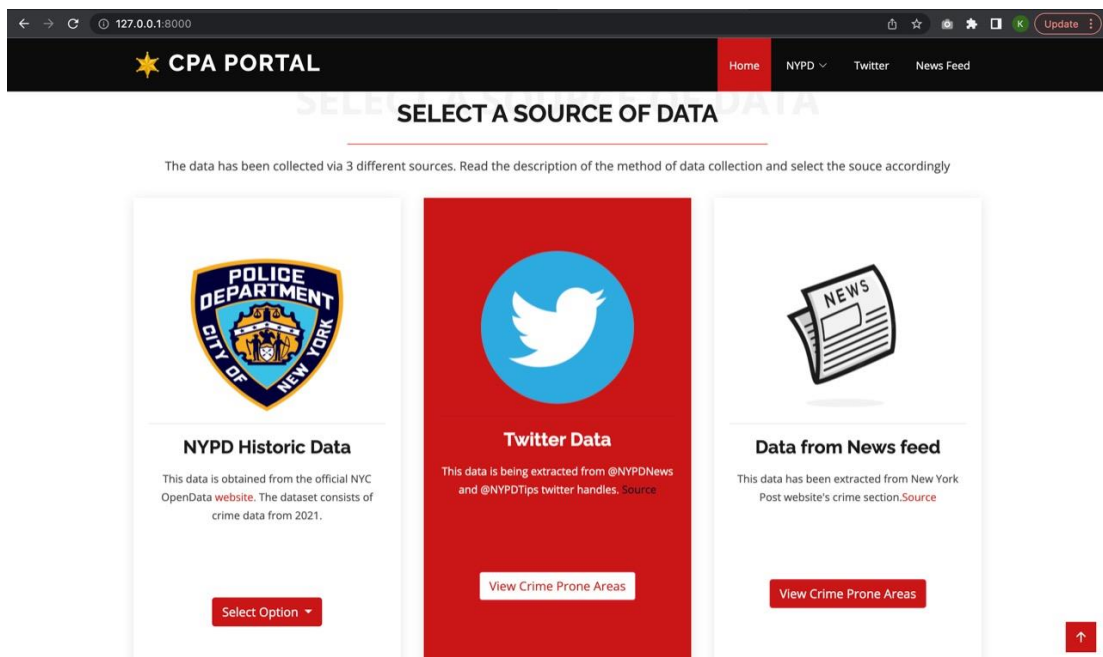 127.0.0.1:8000
K
Update
CPA PORTAL
Home
NYPD
Twitter
News Feed
SELECT A SOURCE OF DATA
SELECT A SOURCE OF DATA
The data has been collected via 3 different sources. Read the description of the method of data collection and select the souce accordingly
POLICE
DEPARTMENT
CITY OF
NEW YORK
NYPD Historic Data
This data is obtained from the official NYC
OpenData website. The dataset consists of
crime data from 2021.
Select Option
Twitter Data
This data is being extracted from @NYPDNews
and @NYPDTips twitter handles. Source
View Crime Prone Areas
NEWS
Data from News feed
This data has been extracted from New York
Post website's crime section.Source
View Crime Prone Areas